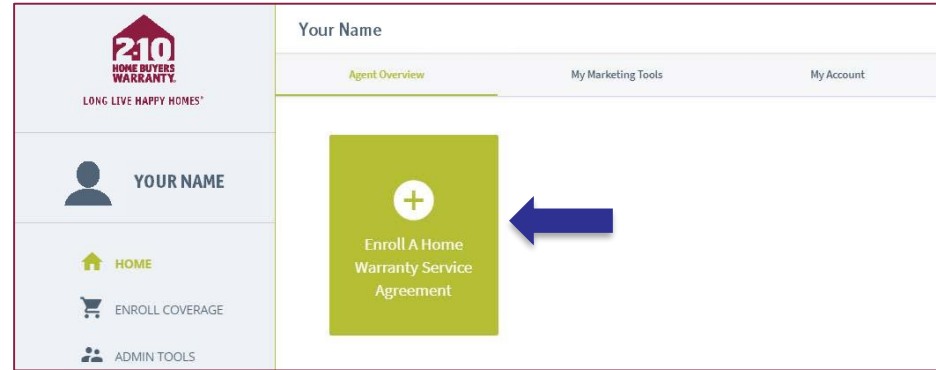 2-10
HOME BUYERS
WARRANTY.
LONG LIVE HAPPY HOMES®
YOUR NAME
HOME
ENROLL COVERAGE
ADMIN TOOLS
Your Name
Agent Overview
My Marketing Tools
My Account
Enroll A Home
Warranty Service
Agreement